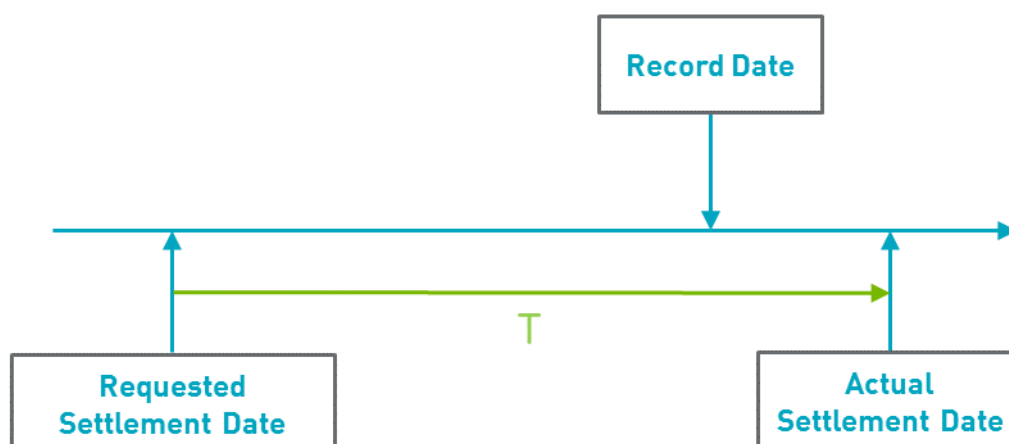 Record Date
T
Requested
Settlement Date
Actual
Settlement Date